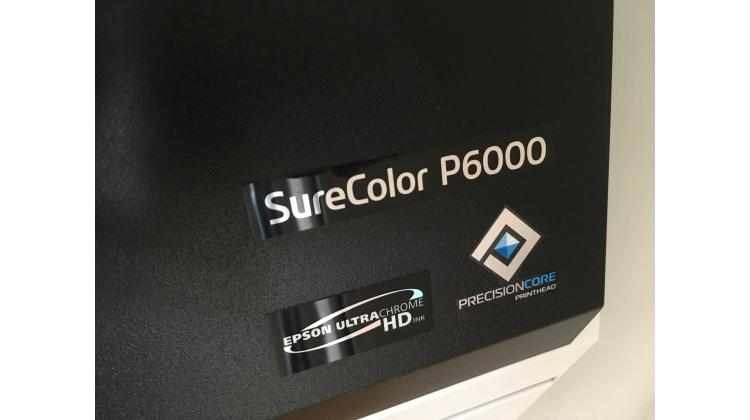 SureColor P6000
PRECISIONCORE
PRINTHEAD
EPSON ULTRACHROME
HD INK